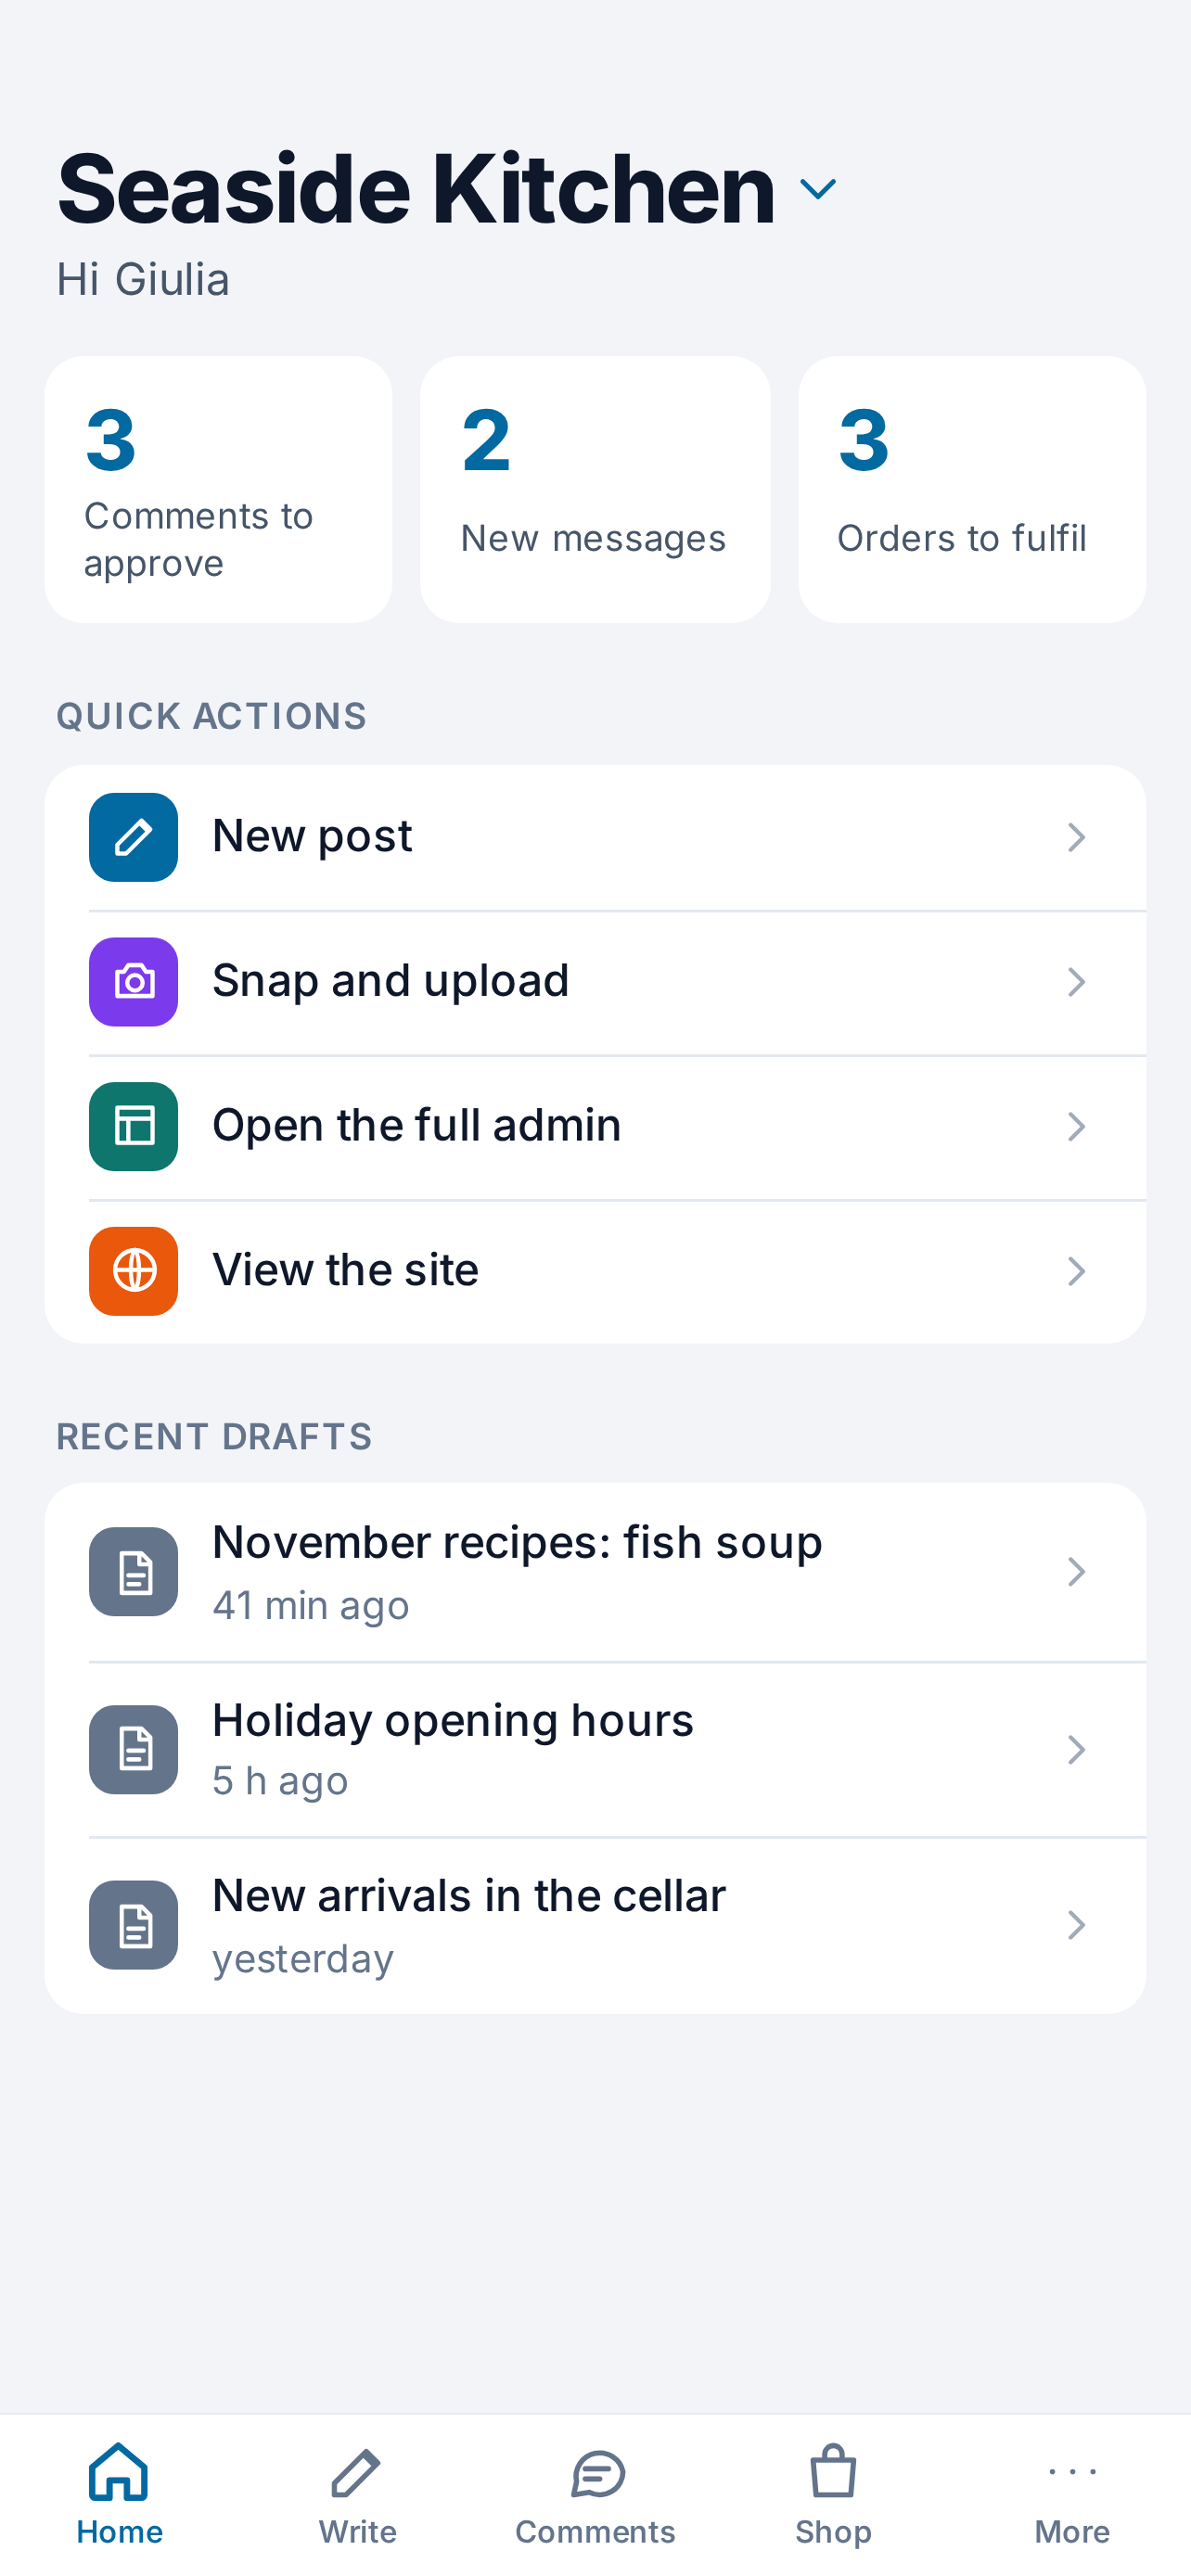 Seaside Kitchen
Hi Giulia
3
Comments to
approve
2
New messages
3
Orders to fulfil
QUICK ACTIONS
New post
Snap and upload
Open the full admin
View the site
RECENT DRAFTS
November recipes: fish soup
41 min ago
Holiday opening hours
5 h ago
New arrivals in the cellar
yesterday
Home
Write
Comments
Shop
More